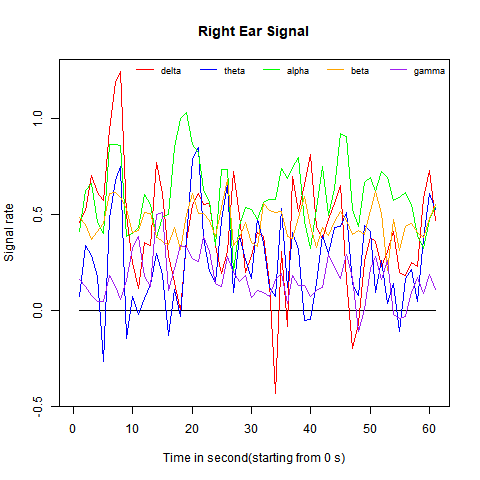 Right Ear Signal
delta theta alpha beta gamma
Signal rate
1.0
0.5
0.0
-0.5
0 10 20 30 40 50 60
Time in second(starting from 0 s)